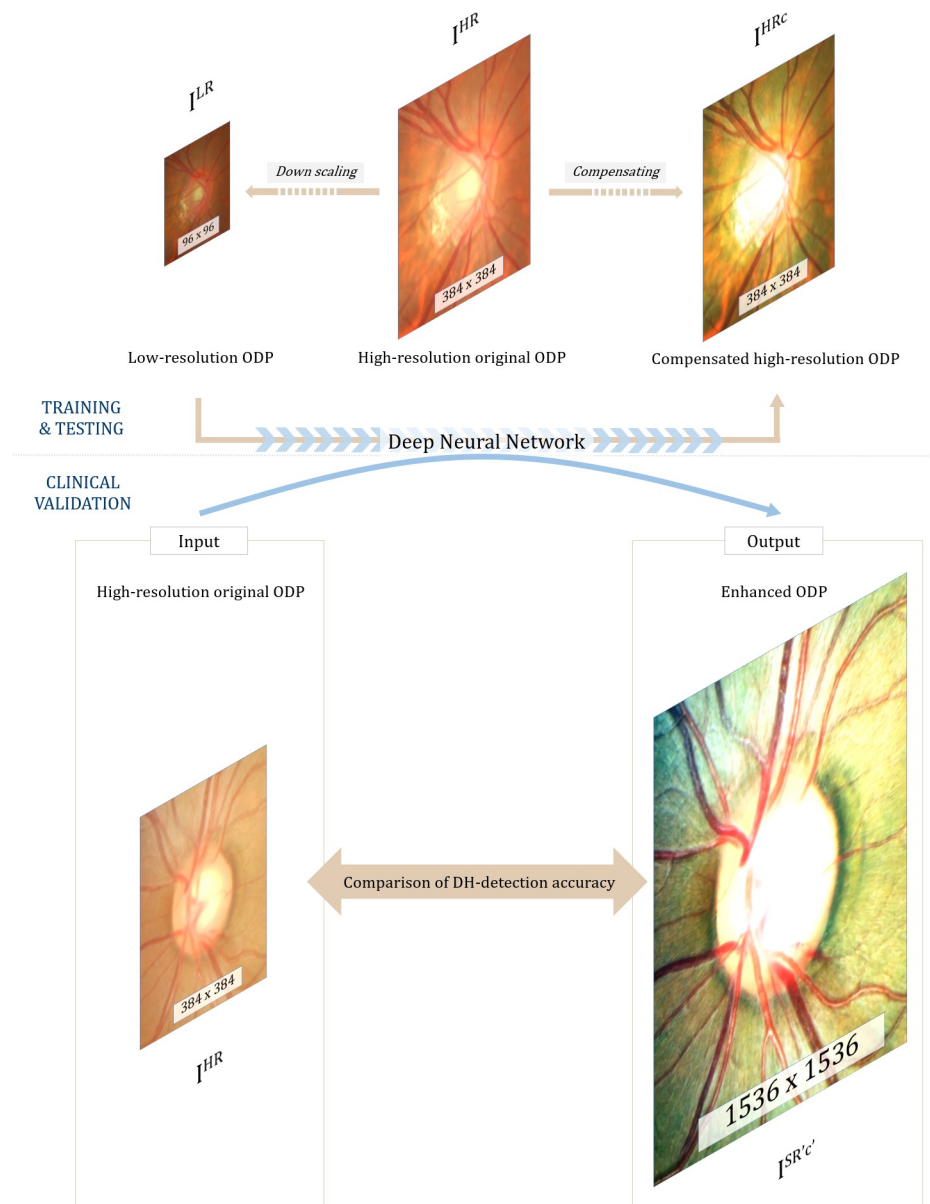 I^LR
I^HR
I^HRc
Down scaling
Compensating
96 x 96
384 x 384
384 x 384
Low-resolution ODP
High-resolution original ODP
Compensated high-resolution ODP
TRAINING
& TESTING
Deep Neural Network
CLINICAL
VALIDATION
Input
Output
High-resolution original ODP
Enhanced ODP
Comparison of DH-detection accuracy
384 x 384
I^HR
1536 x 1536
I^SR'c'